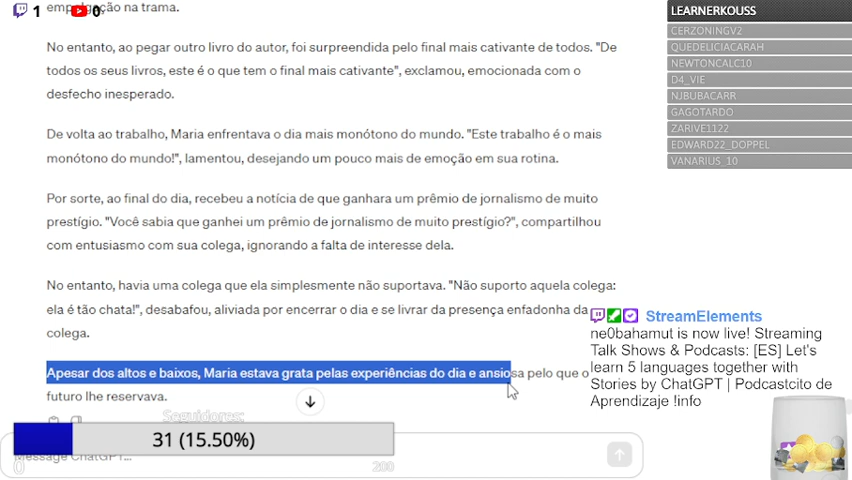 1
0
empolgação na trama.
No entanto, ao pegar outro livro do autor, foi surpreendida pelo final mais cativante de todos. "De
todos os seus livros, este é o que tem o final mais cativante", exclamou, emocionada com o
desfecho inesperado.
De volta ao trabalho, Maria enfrentava o dia mais monótono do mundo. "Este trabalho é o mais
monótono do mundo!", lamentou, desejando um pouco mais de emoção em sua rotina.
Por sorte, ao final do dia, recebeu a notícia de que ganhara um prêmio de jornalismo de muito
prestígio. "Você sabia que ganhei um prêmio de jornalismo de muito prestígio?", compartilhou
com entusiasmo com sua colega, ignorando a falta de interesse dela.
No entanto, havia uma colega que ela simplesmente não suportava. "Não suporto aquela colega:
ela é tão chata!", desabafou, aliviada por encerrar o dia e se livrar da presença enfadonha da
colega.
Apesar dos altos e baixos, Maria estava grata pelas experiências do dia e ansiosa pelo que o
futuro lhe reservava.
Seguidores:
31 (15.50%)
0
200
Message ChatGPT...
LEARNERKOUSS
CERZONINGV2
QUEDELICIACARAH
NEWTONCALC10
D4_VIE
NJBUBACARR
GAGOTARDO
ZARIVE1122
EDWARD22_DOPPEL
VANARIUS_10
StreamElements
ne0bahamut is now live! Streaming
Talk Shows & Podcasts: [ES] Let's
learn 5 languages together with
Stories by ChatGPT | Podcastcito de
Aprendizaje !info